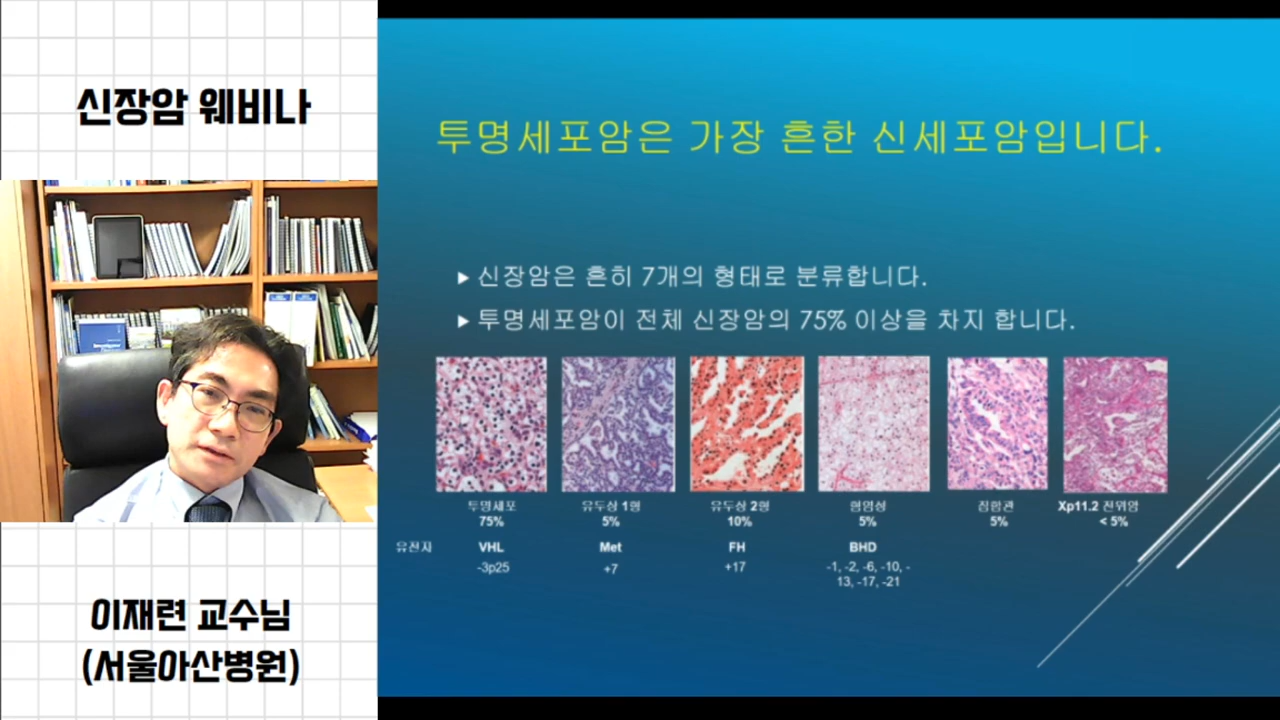 신장암 웨비나
이재련 교수님
(서울아산병원)
투명세포암은 가장 흔한 신세포암입니다.
▶ 신장암은 흔히 7개의 형태로 분류합니다.
▶ 투명세포암이 전체 신장암의 75% 이상을 차지 합니다.
투명세포 유두상 1형 유두상 2형 혐염성 집합관 Xp11.2 전위암
75% 5% 10% 5% 5% < 5%
유전자 VHL Met FH BHD
-3p25 +7 +17 -1, -2, -6, -10, -
13, -17, -21